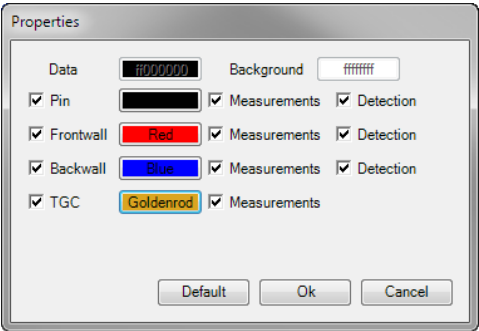 Properties
Data ff000000 Background ffffffff
Pin Measurements Detection
Frontwall Red Measurements Detection
Backwall Blue Measurements Detection
TGC Goldenrod Measurements
Default Ok Cancel